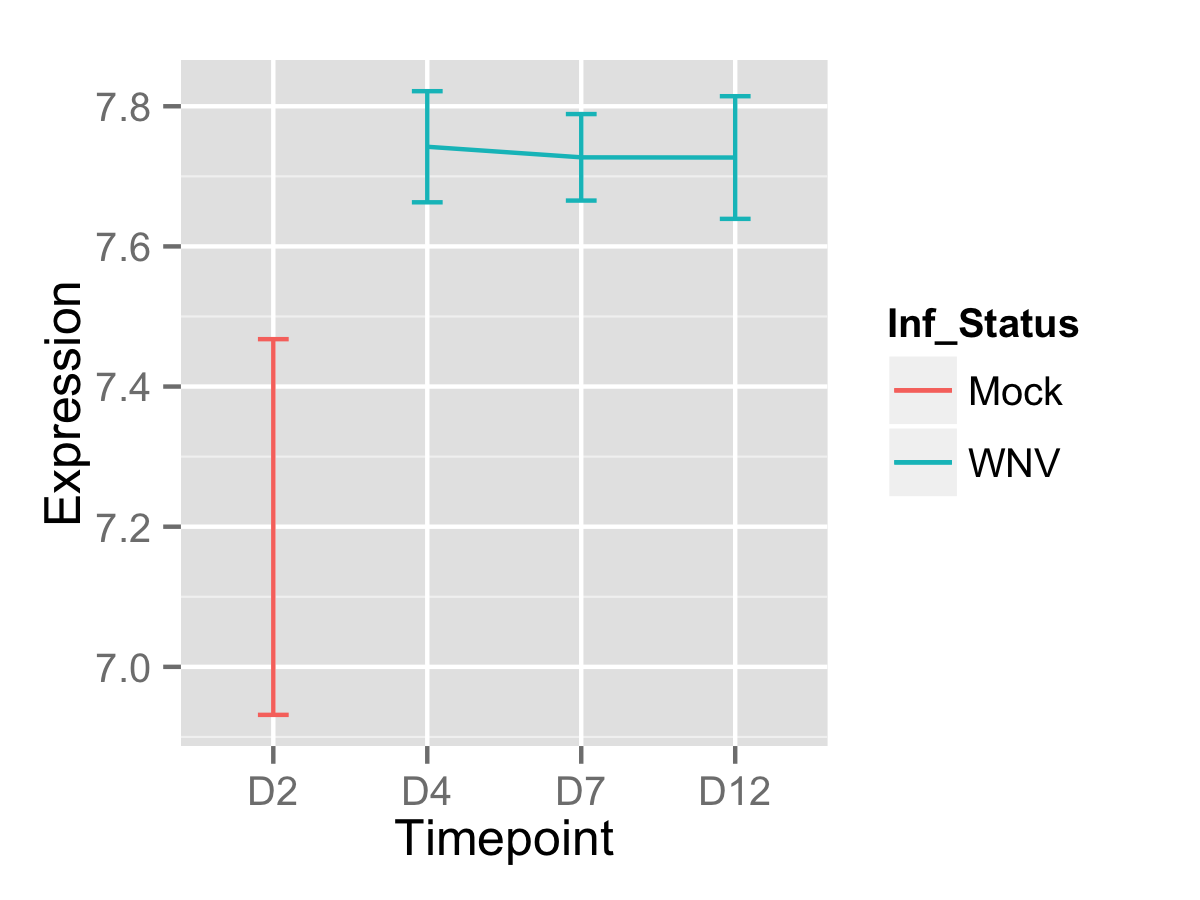 Expression
7.8
7.6
7.4
7.2
7.0
D2 D4 D7 D12
Timepoint
Inf_Status
Mock
WNV